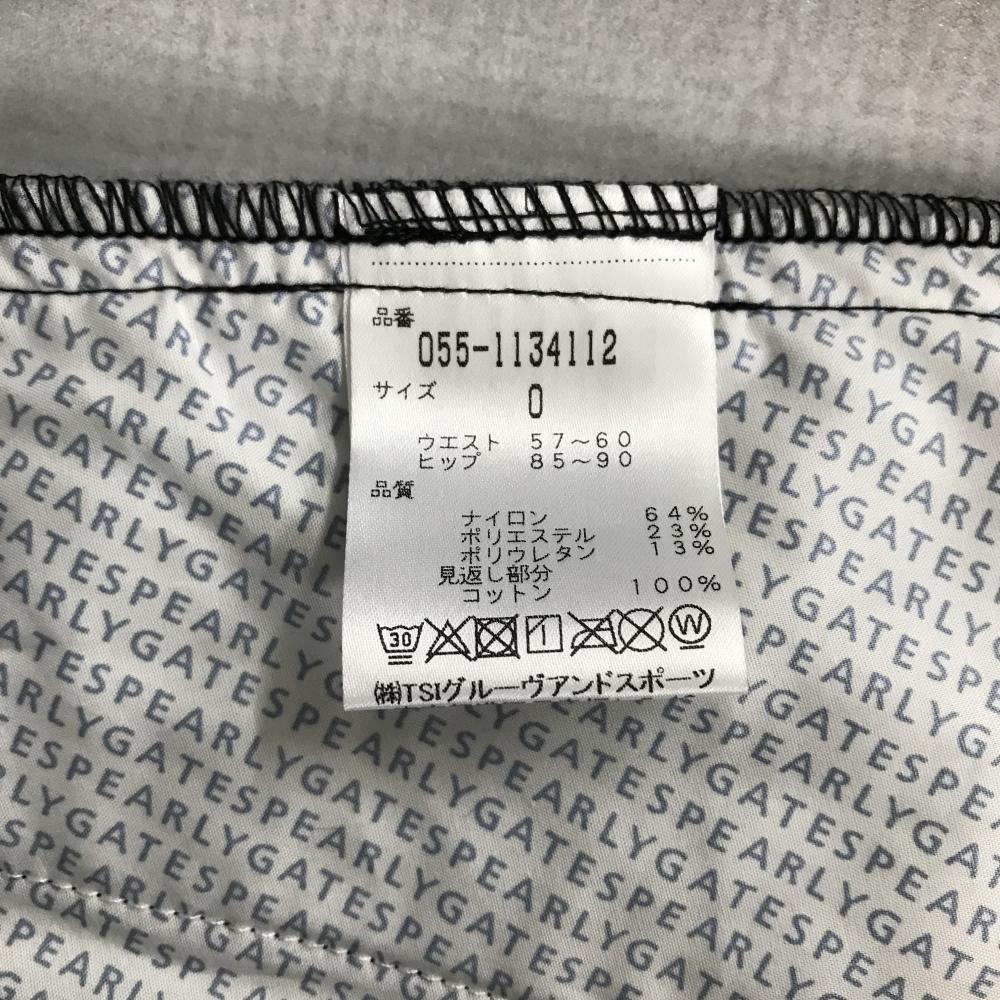 品番
055-1134112
サイズ
0
ウエスト 57～60
ヒップ 85～90
品質
ナイロン 64%
ポリエステル 23%
ポリウレタン 13%
見返し部分
コットン 100%
30 W
㈱TSIグルーヴアンドスポーツ
PEARLYGATESPEARLYGATES